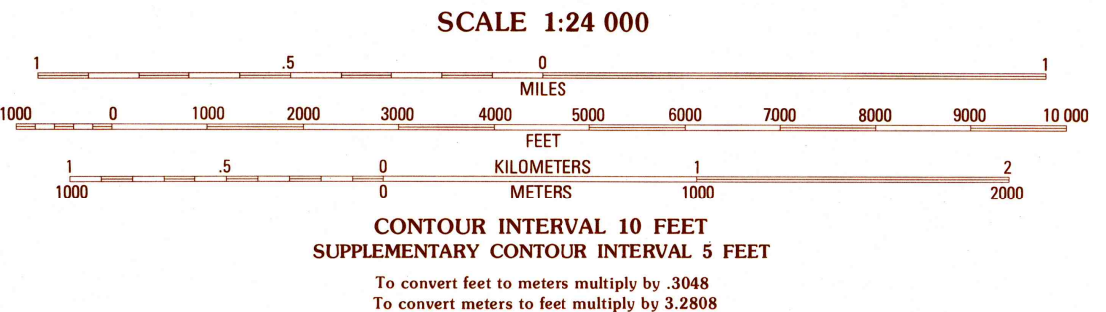 SCALE 1:24 000
1 .5 0 1
MILES
1000 0 1000 2000 3000 4000 5000 6000 7000 8000 9000 10 000
FEET
1 .5 0 KILOMETERS 1 2
1000 0 METERS 1000 2000
CONTOUR INTERVAL 10 FEET
SUPPLEMENTARY CONTOUR INTERVAL 5 FEET
To convert feet to meters multiply by .3048
To convert meters to feet multiply by 3.2808